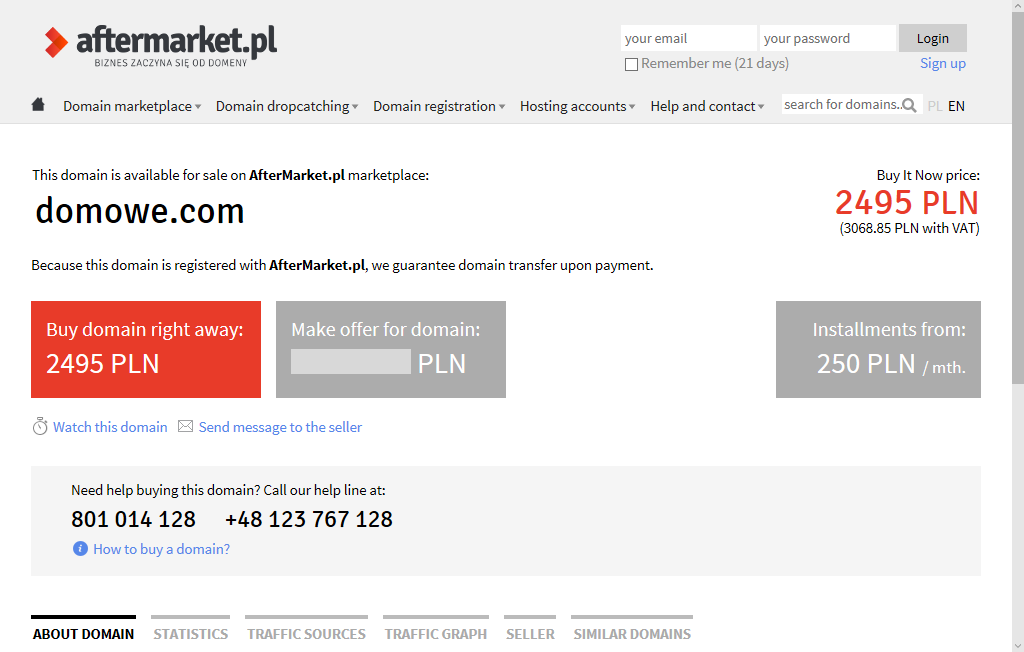 aftermarket.pl
BIZNES ZACZYNA SIĘ OD DOMENY
your email
your password
Login
Remember me (21 days)
Sign up
Domain marketplace
Domain dropcatching
Domain registration
Hosting accounts
Help and contact
search for domains..
PL EN
This domain is available for sale on AfterMarket.pl marketplace:
domowe.com
Buy It Now price:
2495 PLN
(3068.85 PLN with VAT)
Because this domain is registered with AfterMarket.pl, we guarantee domain transfer upon payment.
Buy domain right away:
2495 PLN
Make offer for domain:
PLN
Installments from:
250 PLN / mth.
Watch this domain
Send message to the seller
Need help buying this domain? Call our help line at:
801 014 128 +48 123 767 128
How to buy a domain?
ABOUT DOMAIN
STATISTICS
TRAFFIC SOURCES
TRAFFIC GRAPH
SELLER
SIMILAR DOMAINS